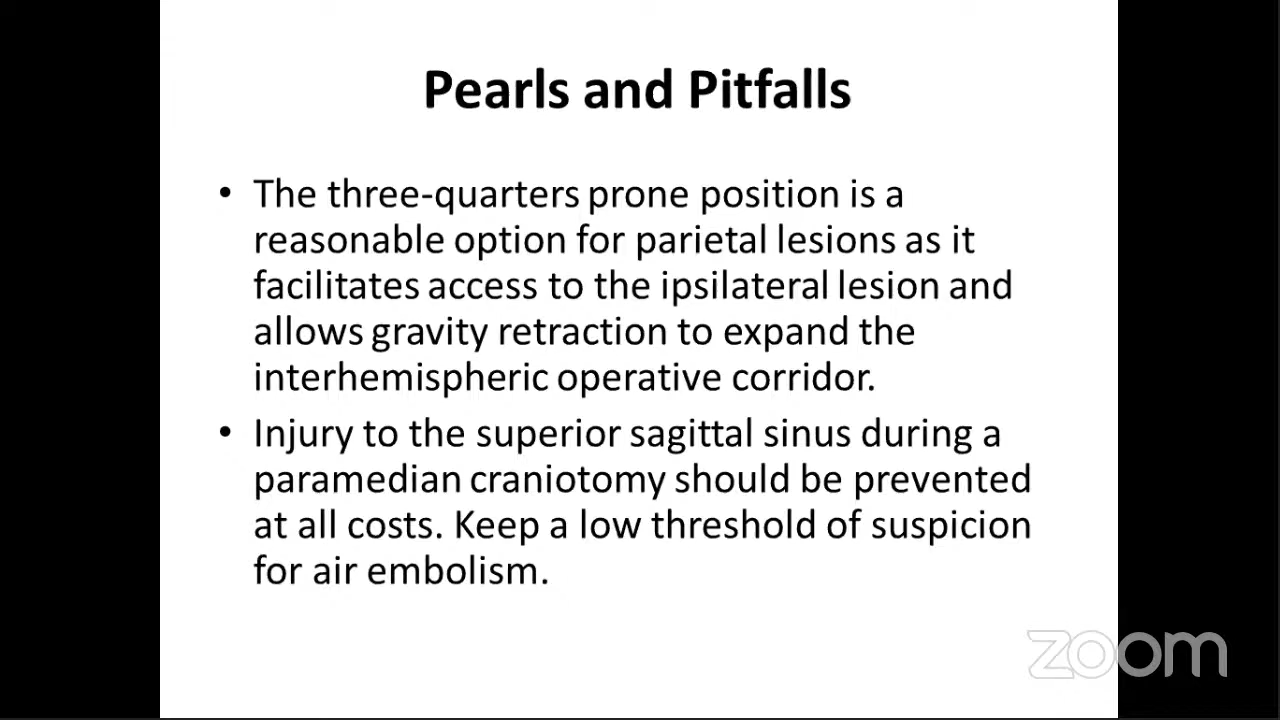 Pearls and Pitfalls
• The three-quarters prone position is a
reasonable option for parietal lesions as it
facilitates access to the ipsilateral lesion and
allows gravity retraction to expand the
interhemispheric operative corridor.
• Injury to the superior sagittal sinus during a
paramedian craniotomy should be prevented
at all costs. Keep a low threshold of suspicion
for air embolism.
zoom